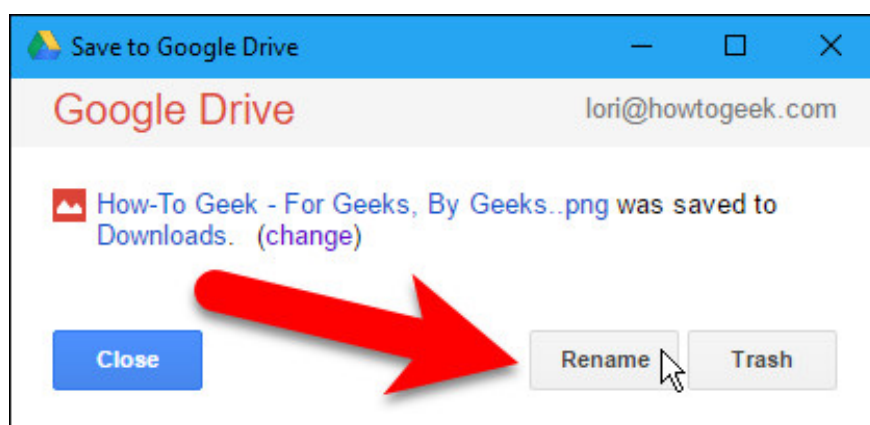 Save to Google Drive
Google Drive lori@howtogeek.com
How-To Geek - For Geeks, By Geeks..png was saved to
Downloads. (change)
Close Rename Trash